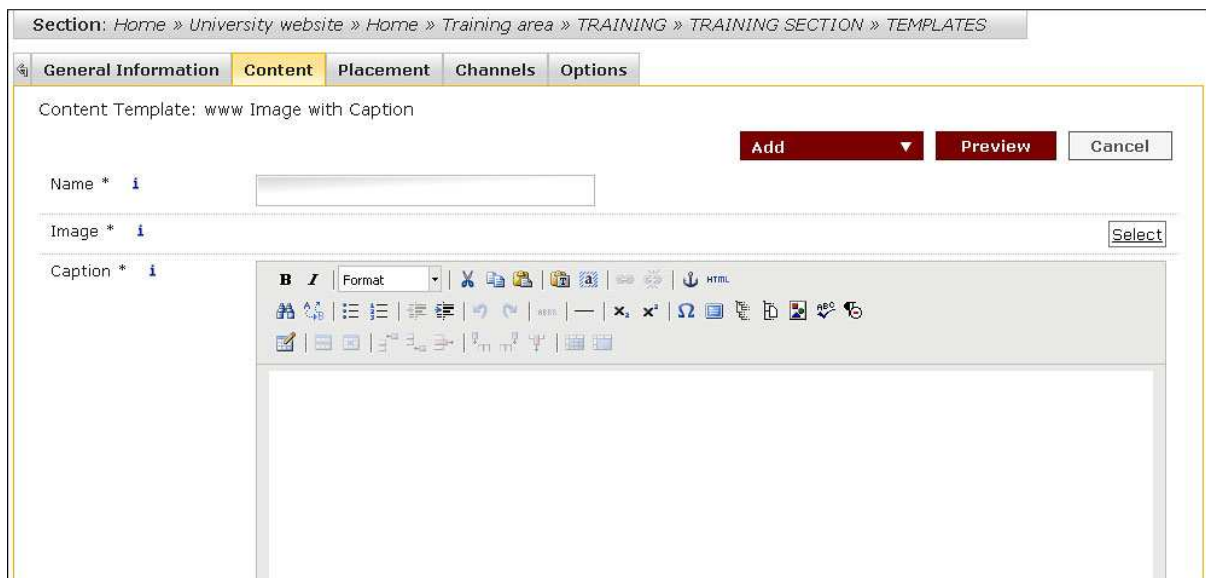 Section: Home » University website » Home » Training area » TRAINING » TRAINING SECTION » TEMPLATES
General Information Content Placement Channels Options
Content Template: www Image with Caption
Add Preview Cancel
Name * i
Image * i Select
Caption * i
B I Format HTML
ABC